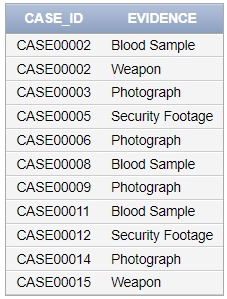 CASE_ID EVIDENCE
CASE00002 Blood Sample
CASE00002 Weapon
CASE00003 Photograph
CASE00005 Security Footage
CASE00006 Photograph
CASE00008 Blood Sample
CASE00009 Photograph
CASE00011 Blood Sample
CASE00012 Security Footage
CASE00014 Photograph
CASE00015 Weapon